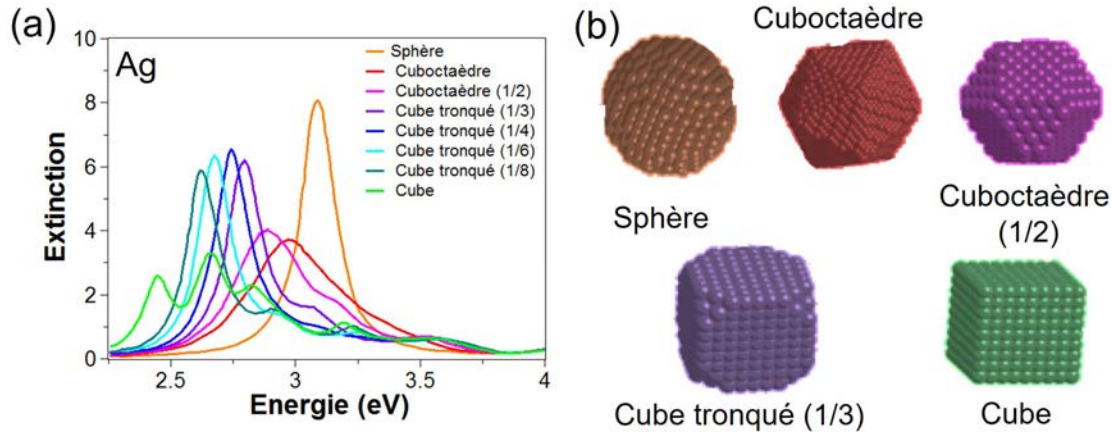 (a)
Ag
Extinction
10
8
6
4
2
0
2.5
3
3.5
4
Energie (eV)
Sphère
Cuboctaèdre
Cuboctaèdre (1/2)
Cube tronqué (1/3)
Cube tronqué (1/4)
Cube tronqué (1/6)
Cube tronqué (1/8)
Cube
(b)
Cuboctaèdre
Sphère
Cuboctaèdre
(1/2)
Cube tronqué (1/3)
Cube